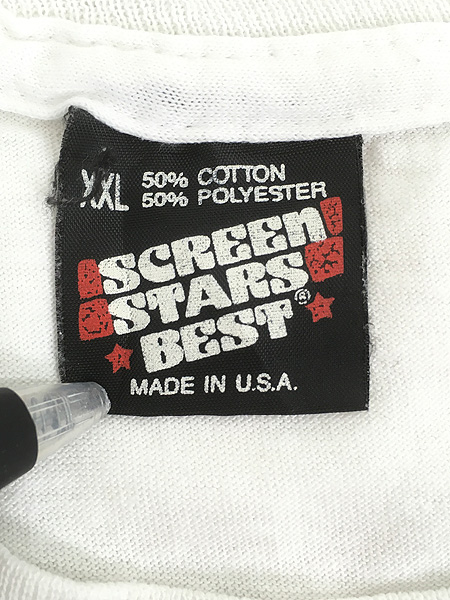 XXL 50% COTTON
50% POLYESTER
SCREEN
STARS
BEST®
MADE IN U.S.A.